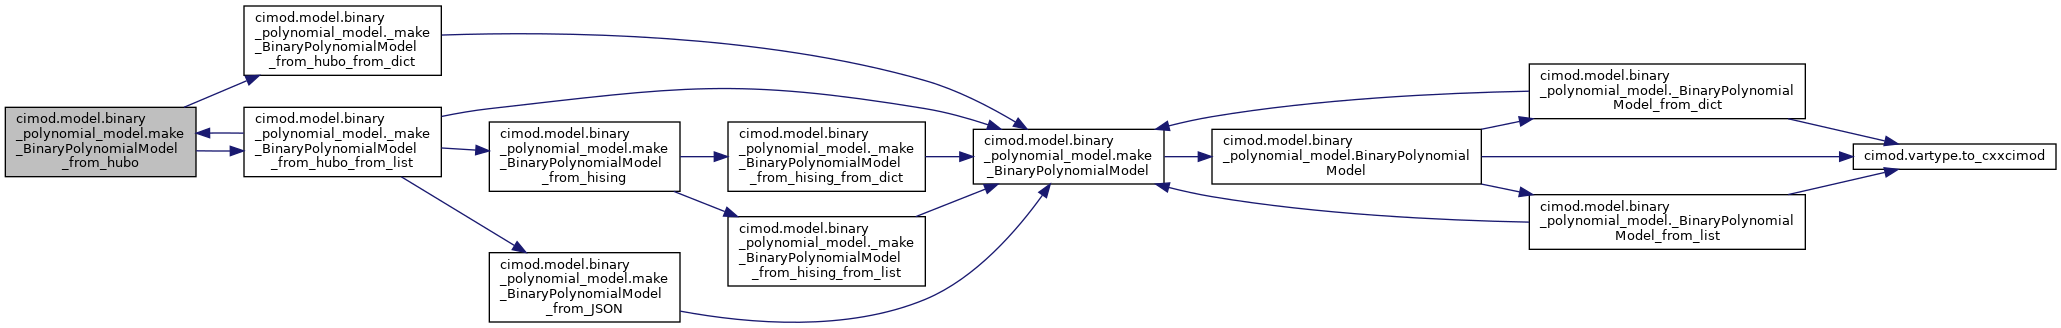 cimod.model.binary
_polynomial_model.make
_BinaryPolynomialModel
_from_hubo
cimod.model.binary
_polynomial_model._make
_BinaryPolynomialModel
_from_hubo_from_dict
cimod.model.binary
_polynomial_model._make
_BinaryPolynomialModel
_from_hubo_from_list
cimod.model.binary
_polynomial_model.make
_BinaryPolynomialModel
_from_hising
cimod.model.binary
_polynomial_model.make
_BinaryPolynomialModel
_from_JSON
cimod.model.binary
_polynomial_model._make
_BinaryPolynomialModel
_from_hising_from_dict
cimod.model.binary
_polynomial_model._make
_BinaryPolynomialModel
_from_hising_from_list
cimod.model.binary
_polynomial_model.make
_BinaryPolynomialModel
cimod.model.binary
_polynomial_model.BinaryPolynomial
Model
cimod.model.binary
_polynomial_model._BinaryPolynomial
Model_from_dict
cimod.model.binary
_polynomial_model._BinaryPolynomial
Model_from_list
cimod.vartype.to_cxxcimod